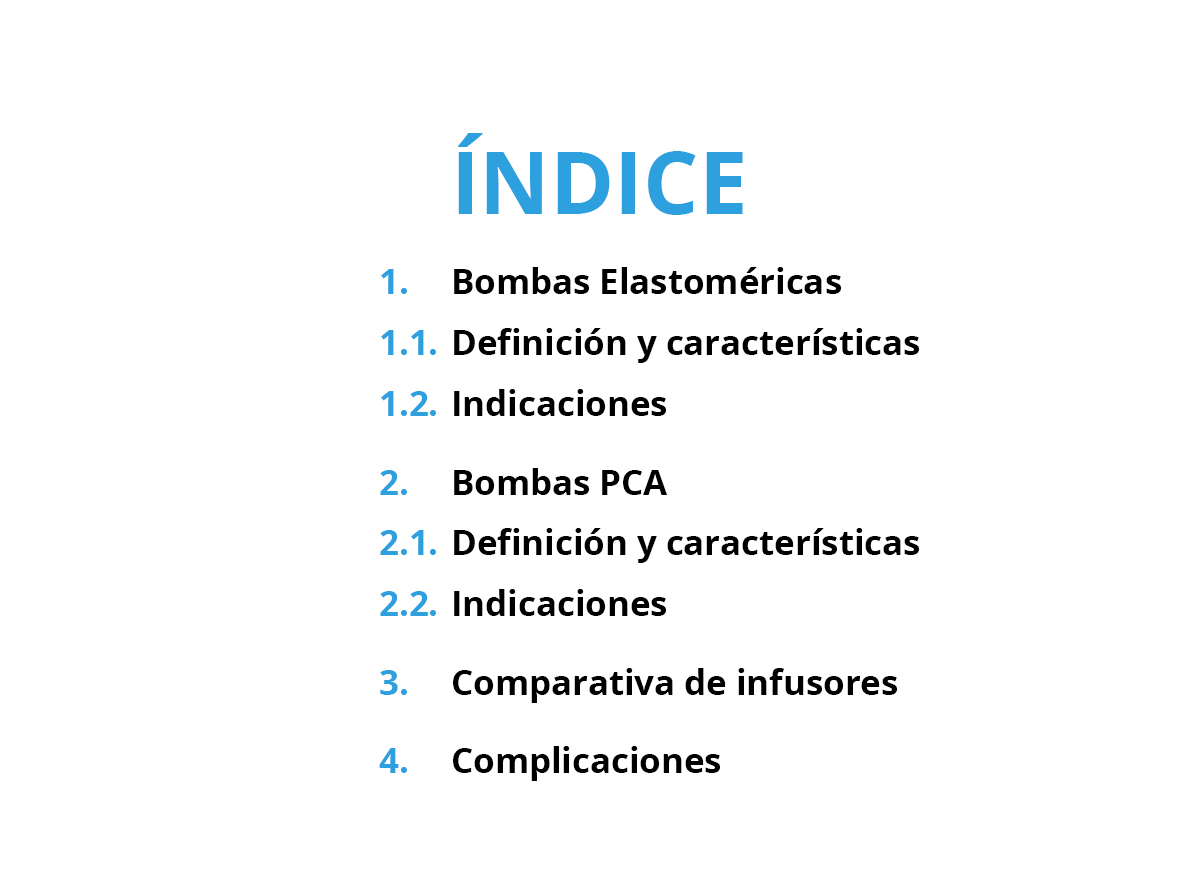 ÍNDICE
1. Bombas Elastoméricas
1.1. Definición y características
1.2. Indicaciones
2. Bombas PCA
2.1. Definición y características
2.2. Indicaciones
3. Comparativa de infusores
4. Complicaciones